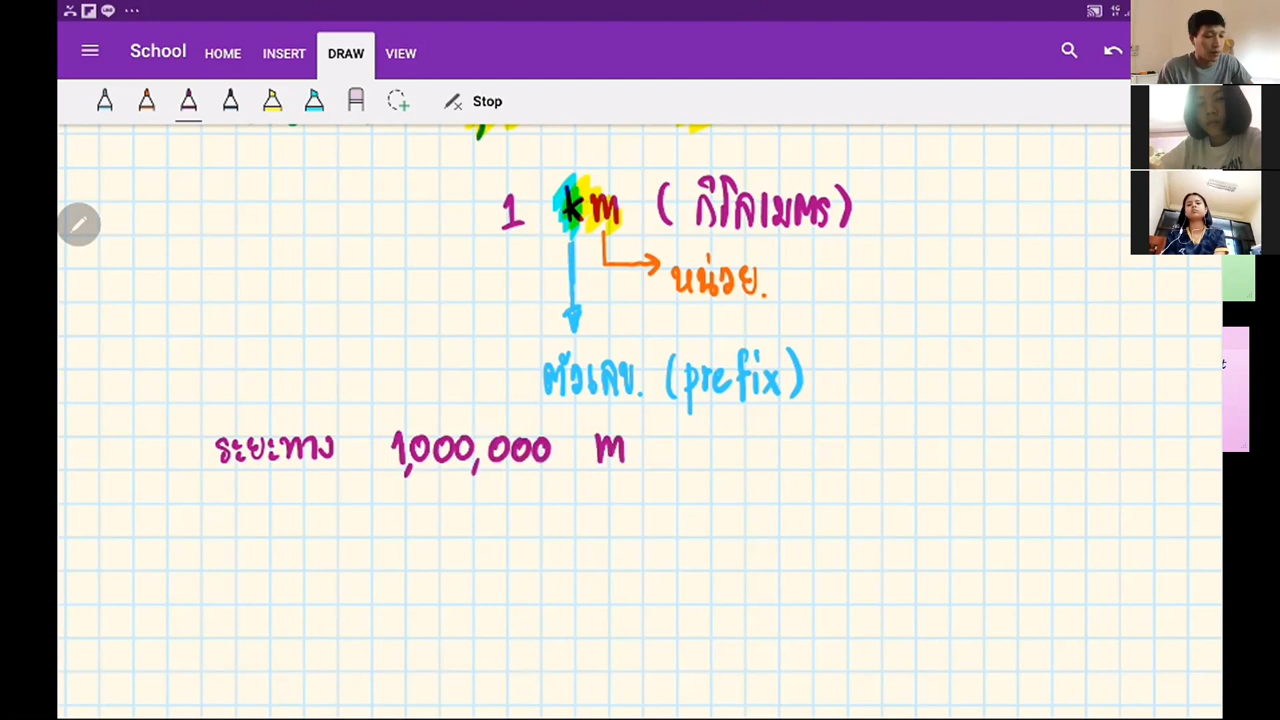 School HOME INSERT DRAW VIEW
Stop
1 km (กิโลเมตร)
หน่วย.
ตัวเลข. (prefix)
ระยะทาง 1,000,000 m